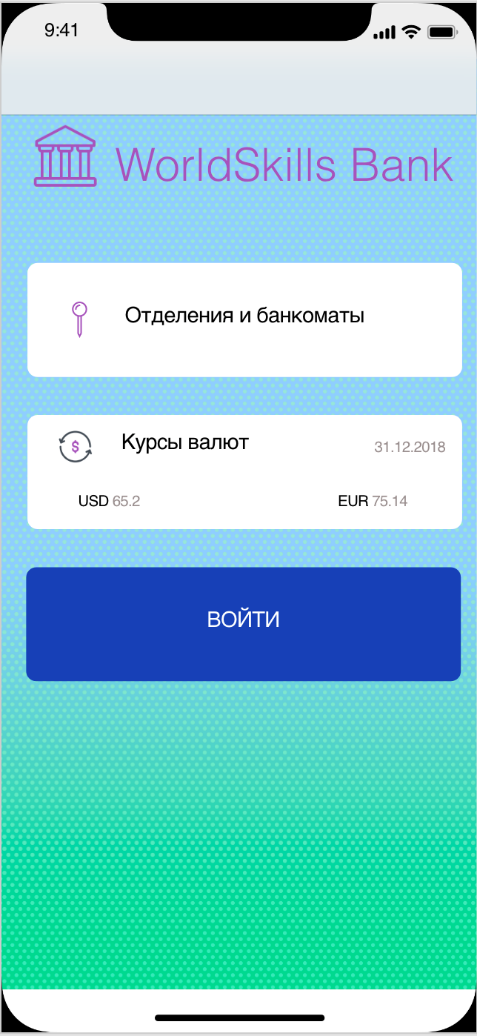 9:41
WorldSkills Bank
Отделения и банкоматы
$
Курсы валют
31.12.2018
USD 65.2
EUR 75.14
ВОЙТИ